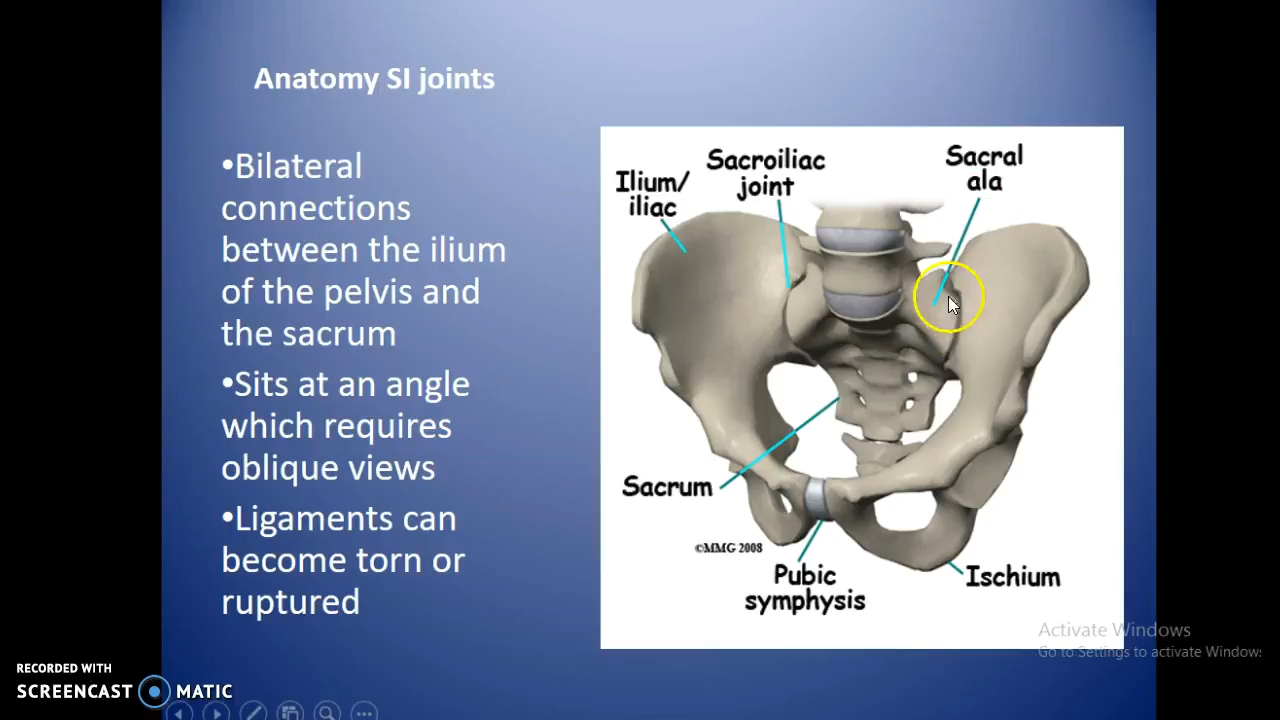 Anatomy SI joints
•Bilateral
connections
between the ilium
of the pelvis and
the sacrum
•Sits at an angle
which requires
oblique views
•Ligaments can
become torn or
ruptured
Ilium/
iliac
Sacroiliac
joint
Sacral
ala
Sacrum
©MMG 2008
Pubic
symphysis
Ischium
Activate Windows
Go to Settings to activate Windows
RECORDED WITH
SCREENCAST MATIC